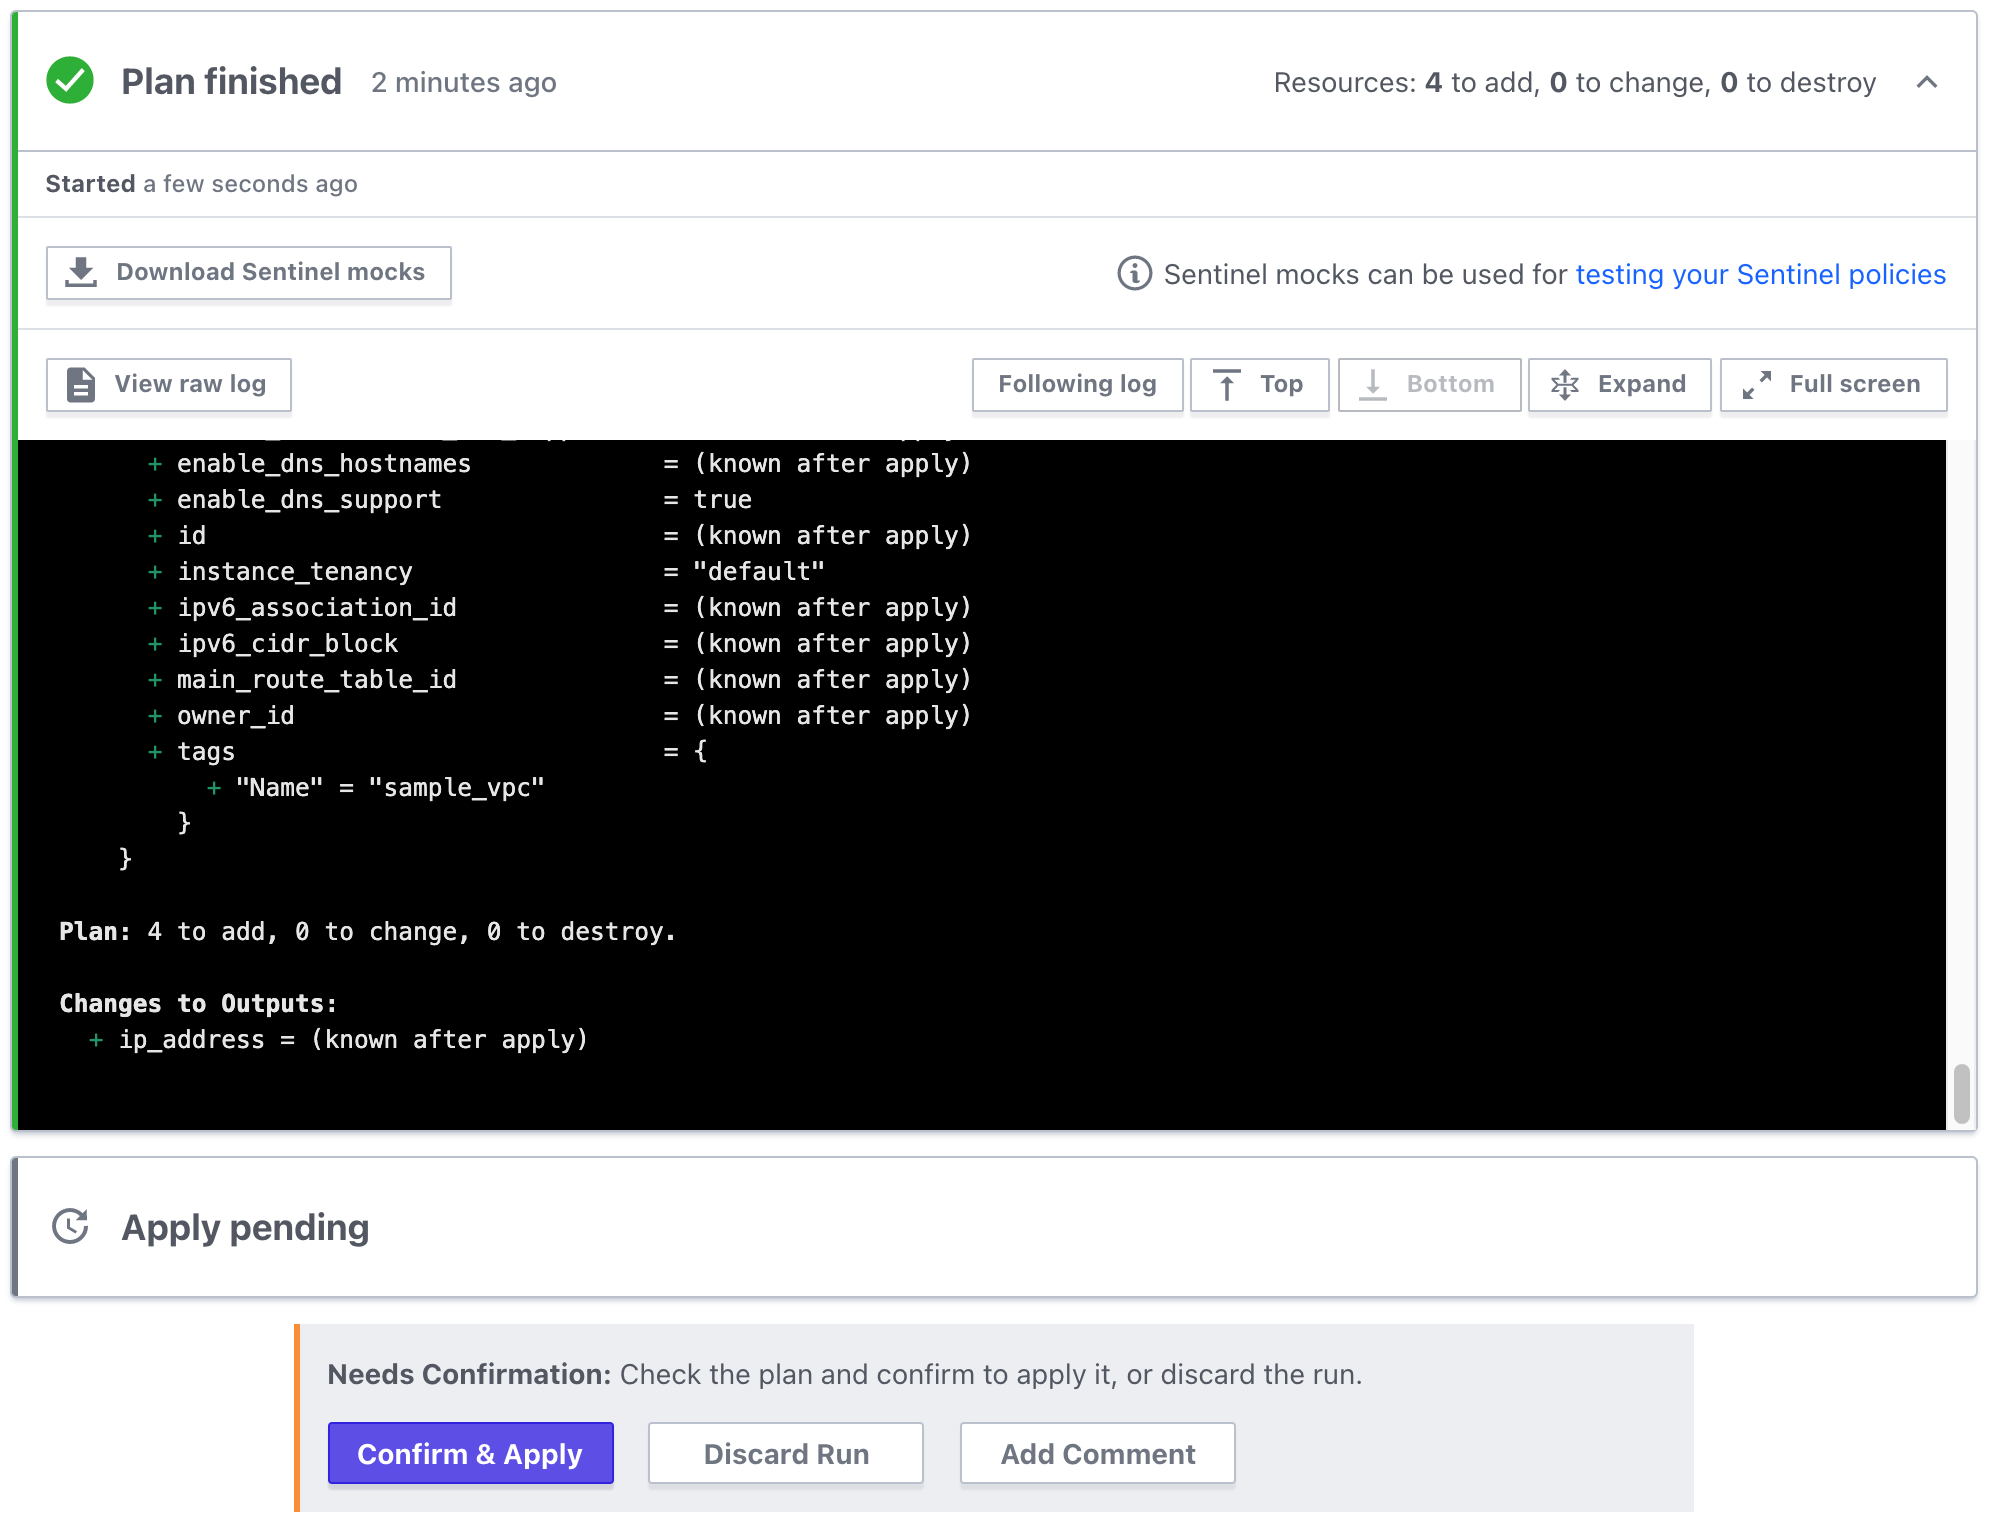 Plan finished 2 minutes ago Resources: 4 to add, 0 to change, 0 to destroy
Started a few seconds ago
Download Sentinel mocks Sentinel mocks can be used for testing your Sentinel policies
View raw log Following log Top Bottom Expand Full screen
+ enable_dns_hostnames = (known after apply)
+ enable_dns_support = true
+ id = (known after apply)
+ instance_tenancy = "default"
+ ipv6_association_id = (known after apply)
+ ipv6_cidr_block = (known after apply)
+ main_route_table_id = (known after apply)
+ owner_id = (known after apply)
+ tags = {
+ "Name" = "sample_vpc"
}
}
Plan: 4 to add, 0 to change, 0 to destroy.
Changes to Outputs:
+ ip_address = (known after apply)
Apply pending
Needs Confirmation: Check the plan and confirm to apply it, or discard the run.
Confirm & Apply Discard Run Add Comment